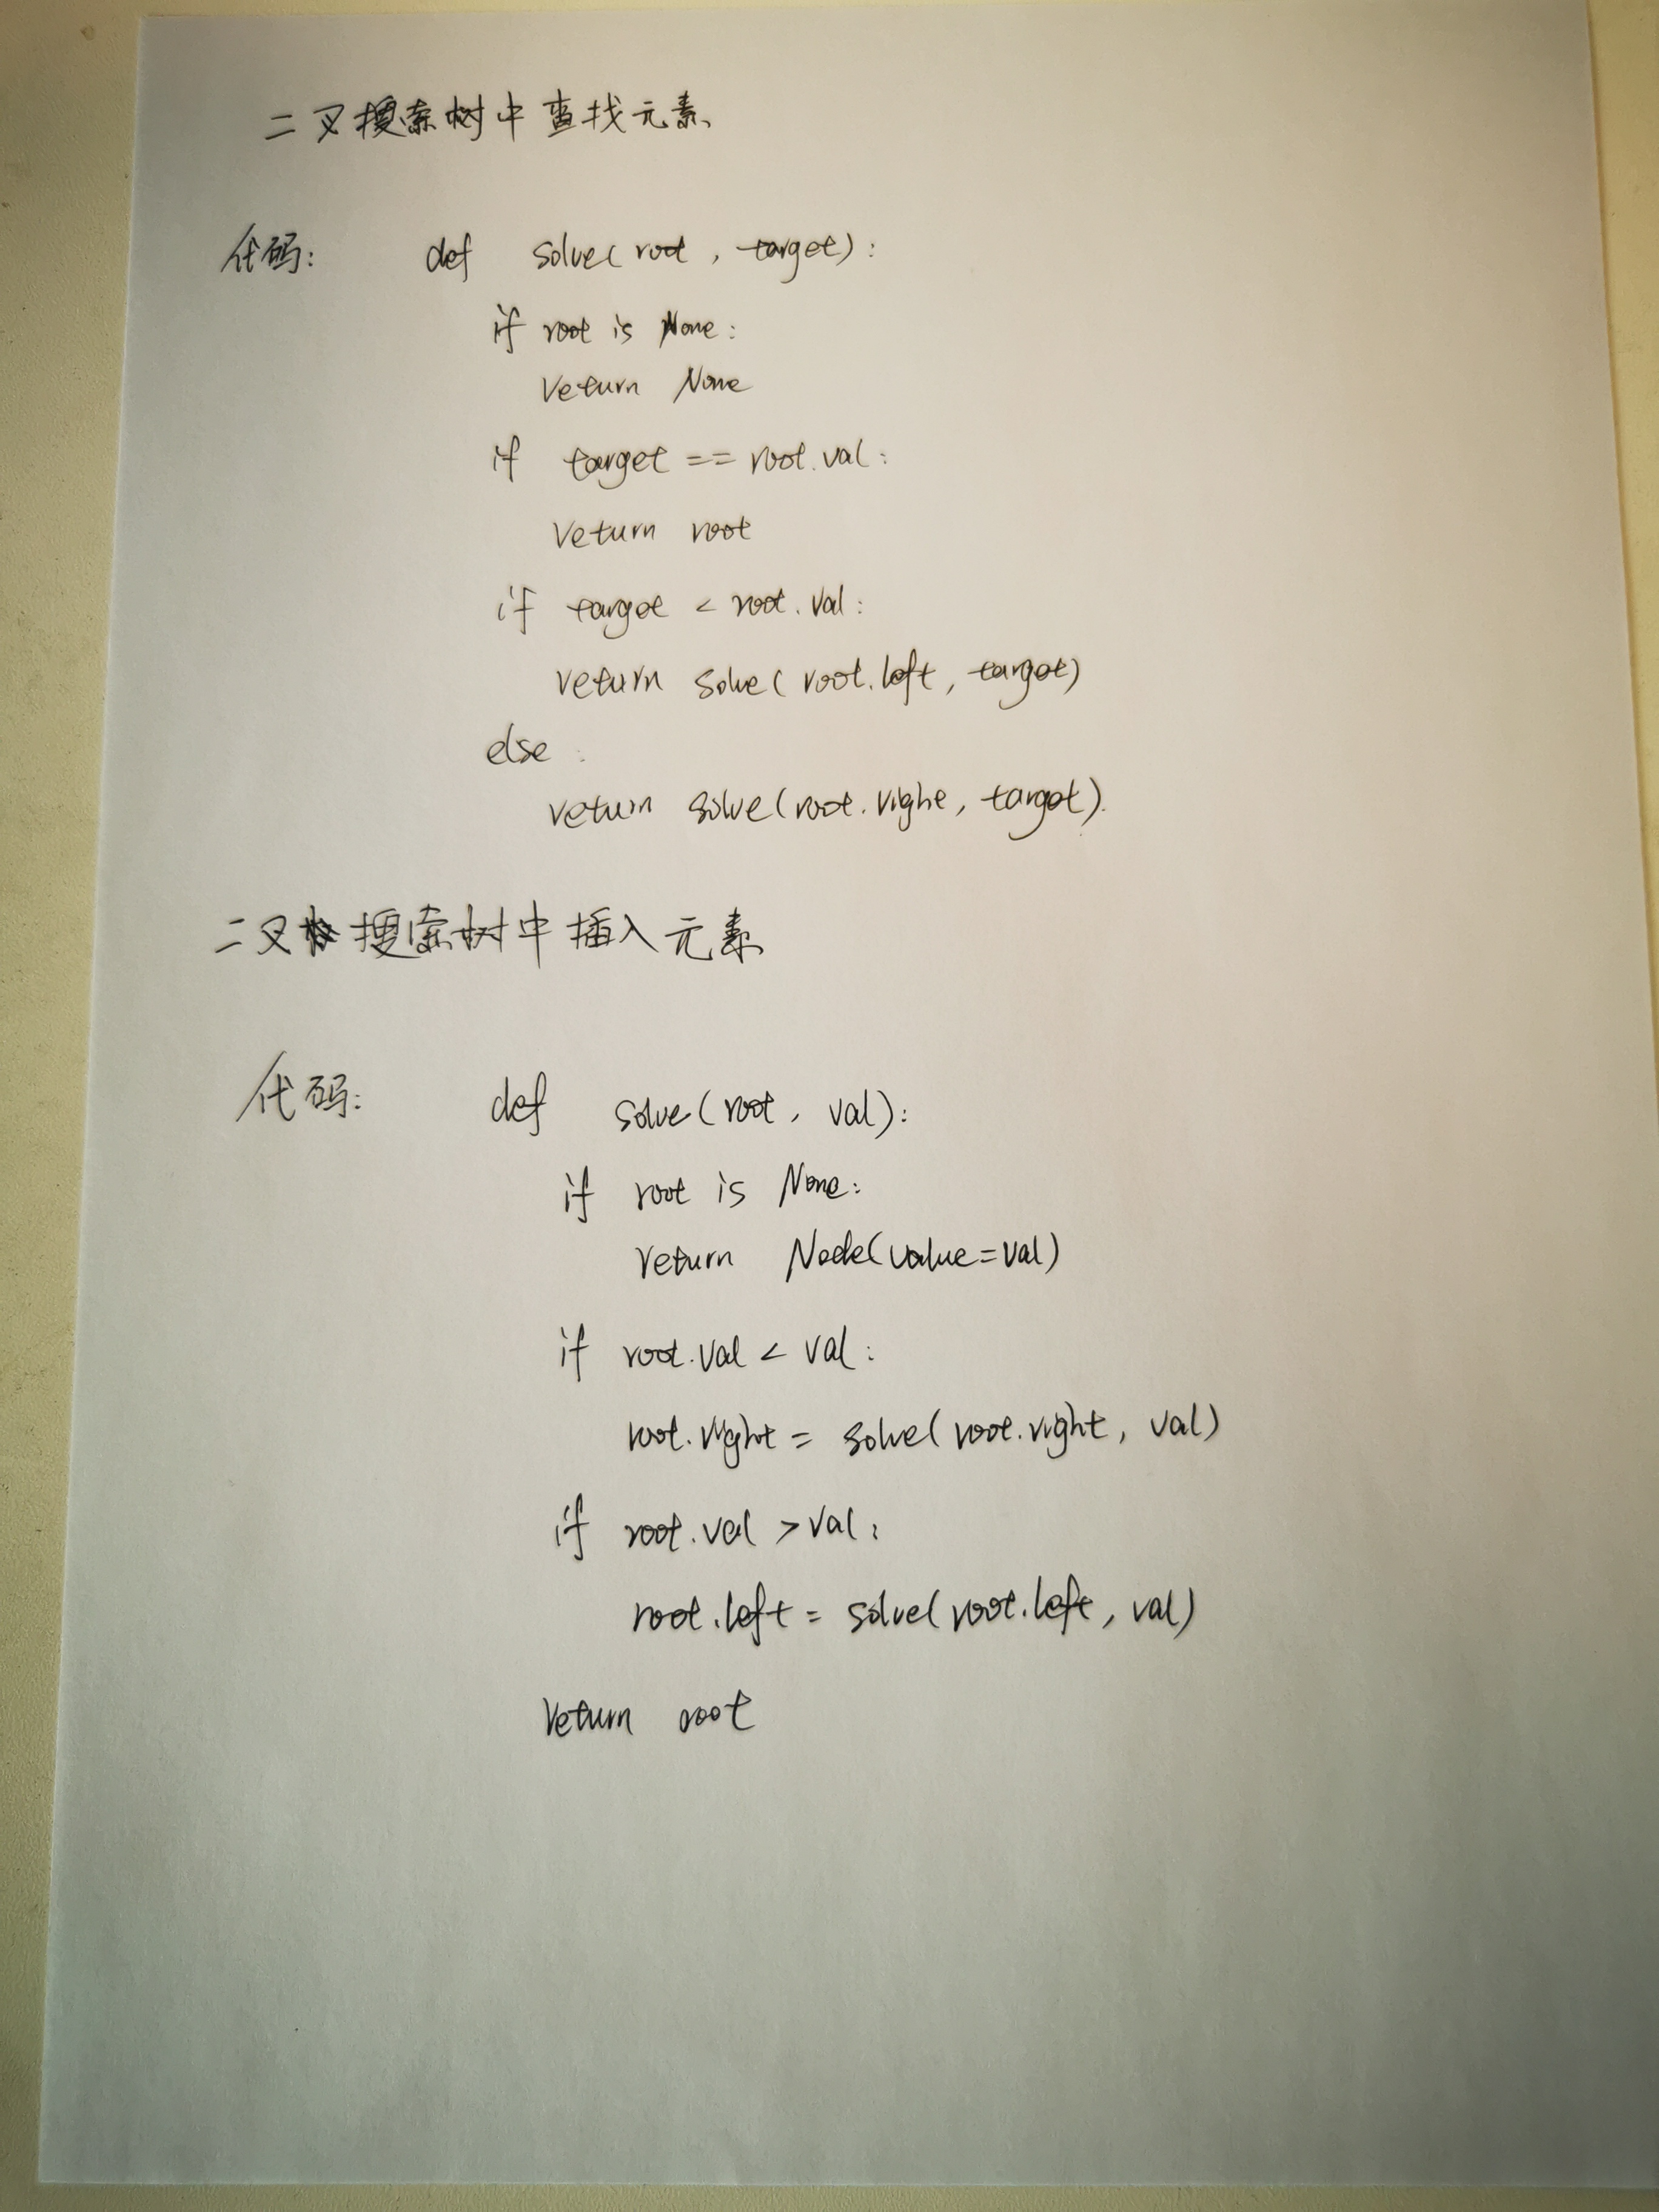 二叉搜索树中查找元素
代码: def solve(root, target):
if root is None:
return None
if target == root.val:
return root
if target < root.val:
return solve(root.left, target)
else:
return solve(root.right, target).
二叉搜索树中插入元素
代码: def solve(root, val):
if root is None:
return Node(value=val)
if root.val < val:
root.right = solve(root.right, val)
if root.val > val:
root.left = solve(root.left, val)
return root